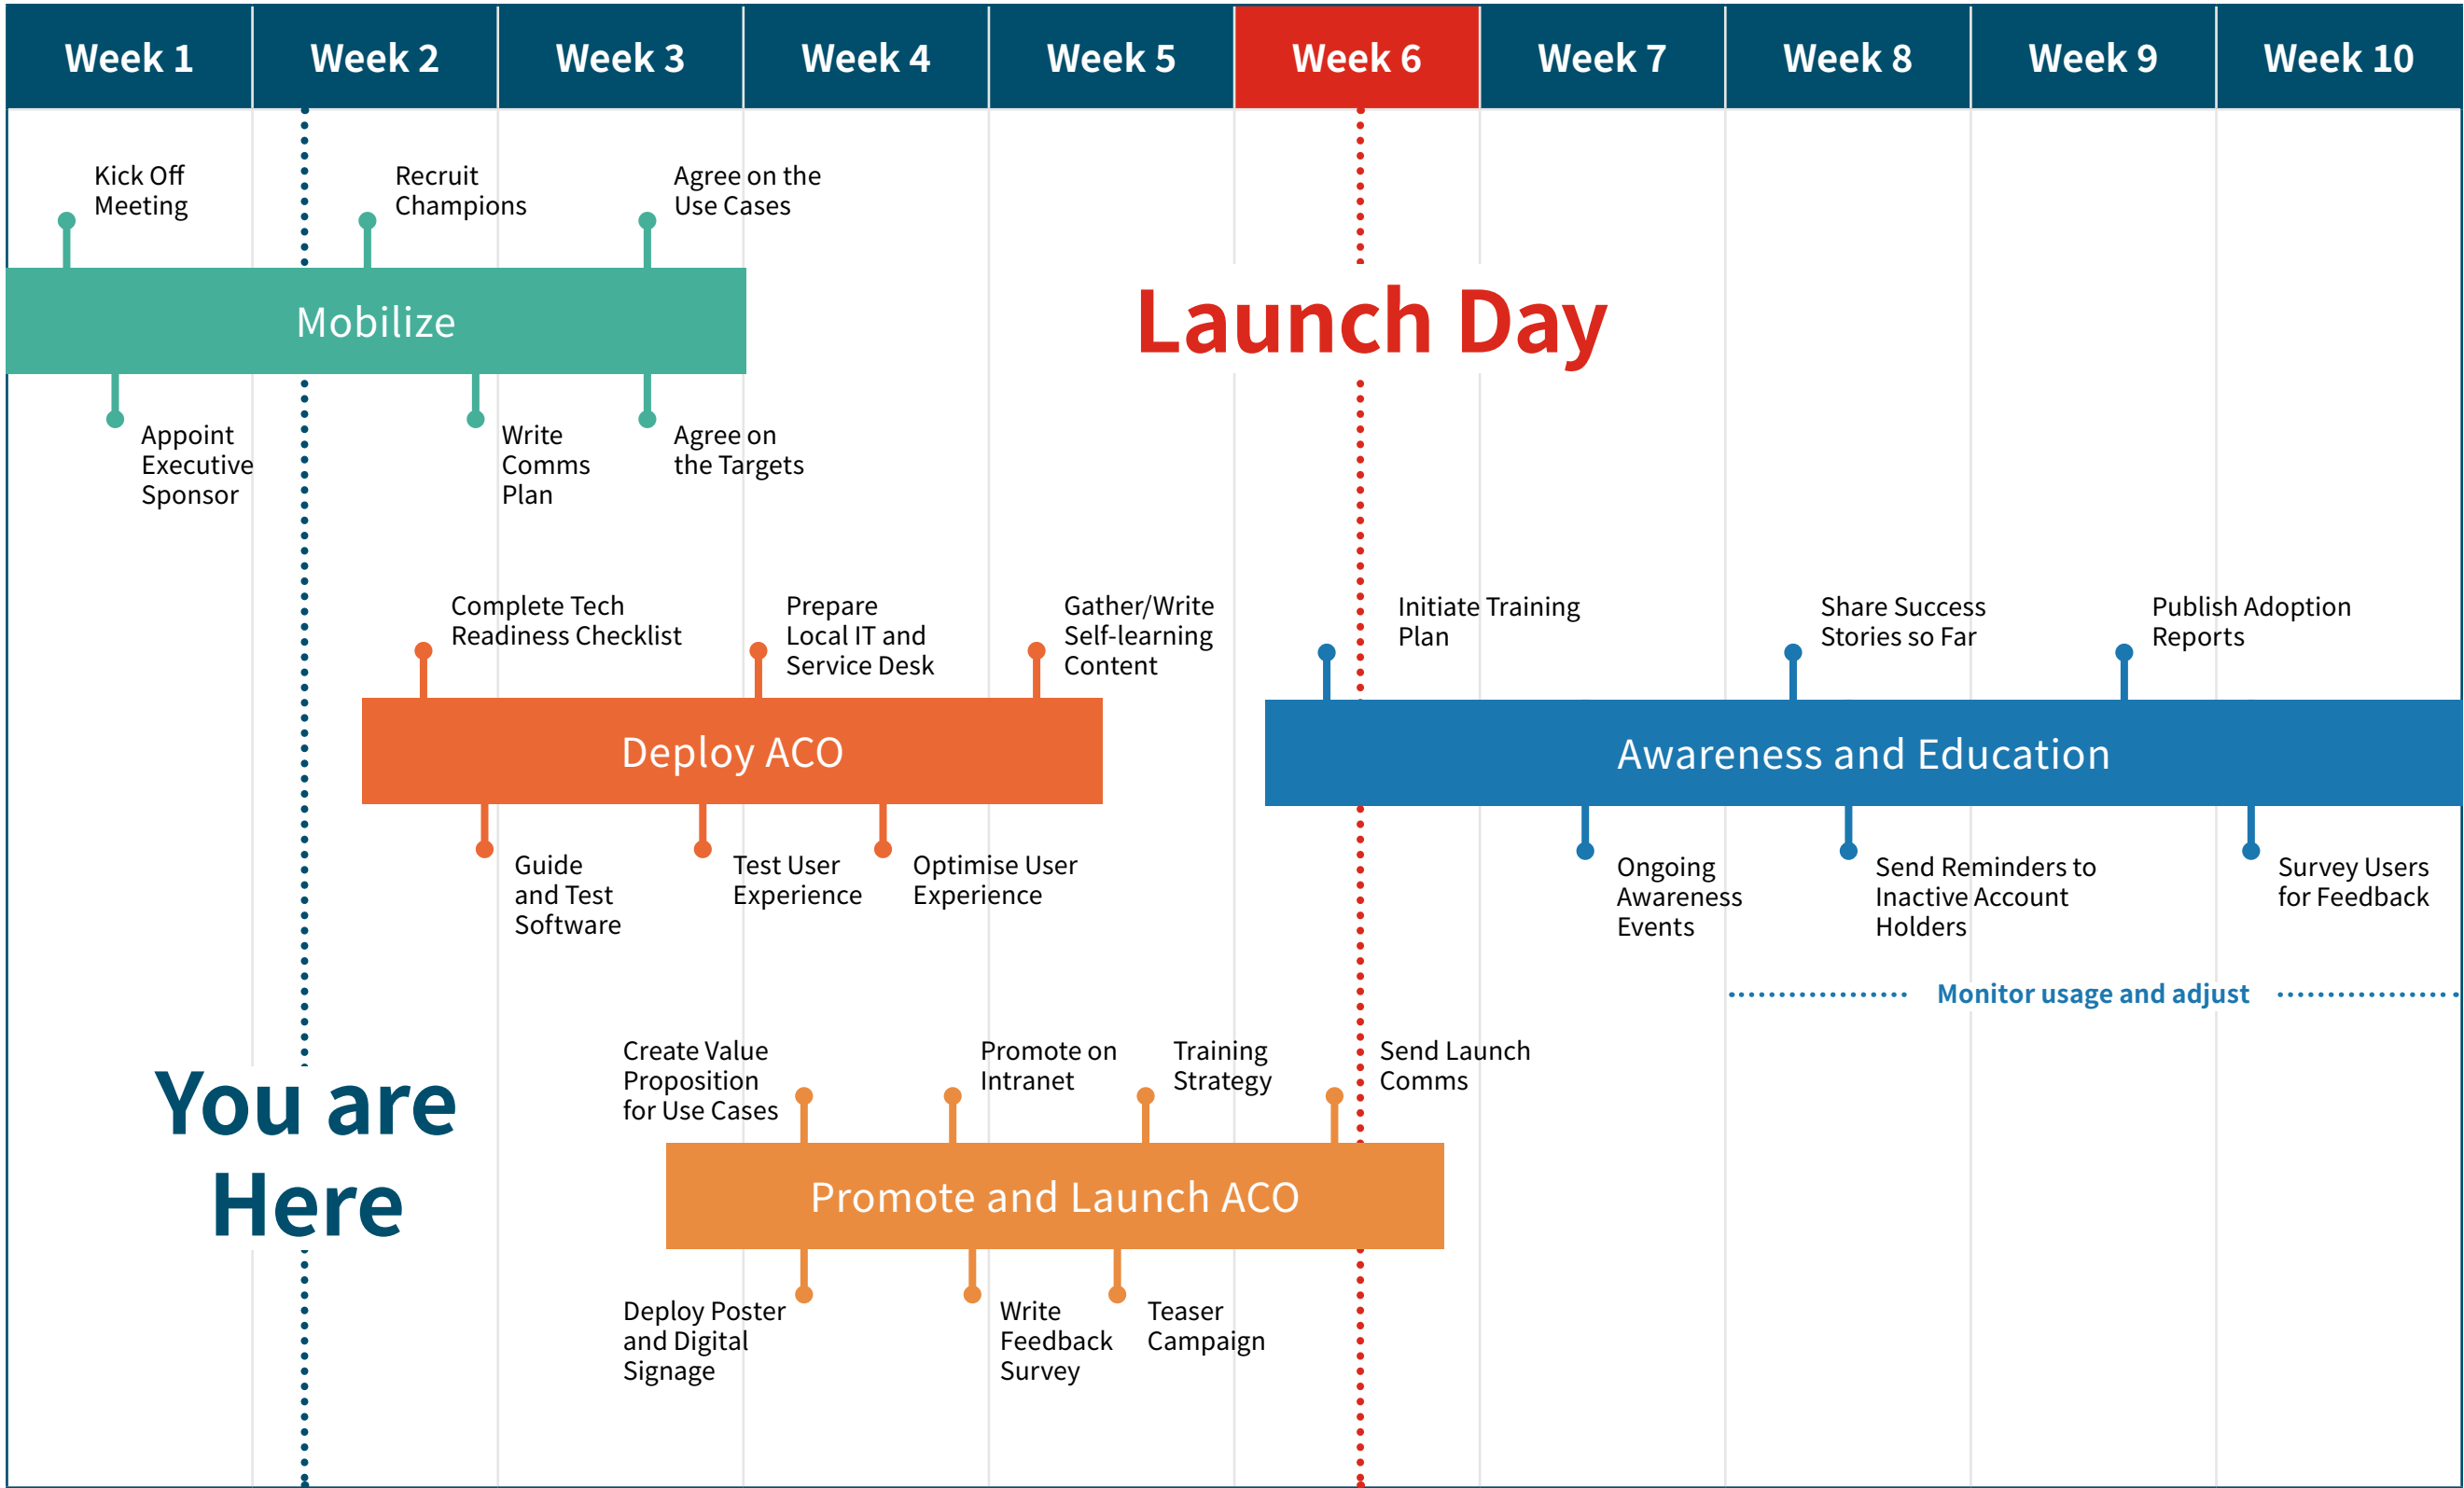 Week 1
Week 2
Week 3
Week 4
Week 5
Week 6
Week 7
Week 8
Week 9
Week 10
Kick Off
Meeting
Recruit
Champions
Agree on the
Use Cases
Mobilize
Launch Day
Appoint
Executive
Sponsor
Write
Comms
Plan
Agree on
the Targets
Complete Tech
Readiness Checklist
Prepare
Local IT and
Service Desk
Gather/Write
Self-learning
Content
Initiate Training
Plan
Share Success
Stories so Far
Publish Adoption
Reports
Deploy ACO
Awareness and Education
Guide
and Test
Software
Test User
Experience
Optimise User
Experience
Ongoing
Awareness
Events
Send Reminders to
Inactive Account
Holders
Survey Users
for Feedback
Monitor usage and adjust
You are
Here
Create Value
Proposition
for Use Cases
Promote on
Intranet
Training
Strategy
Send Launch
Comms
Promote and Launch ACO
Deploy Poster
and Digital
Signage
Write
Feedback
Survey
Teaser
Campaign